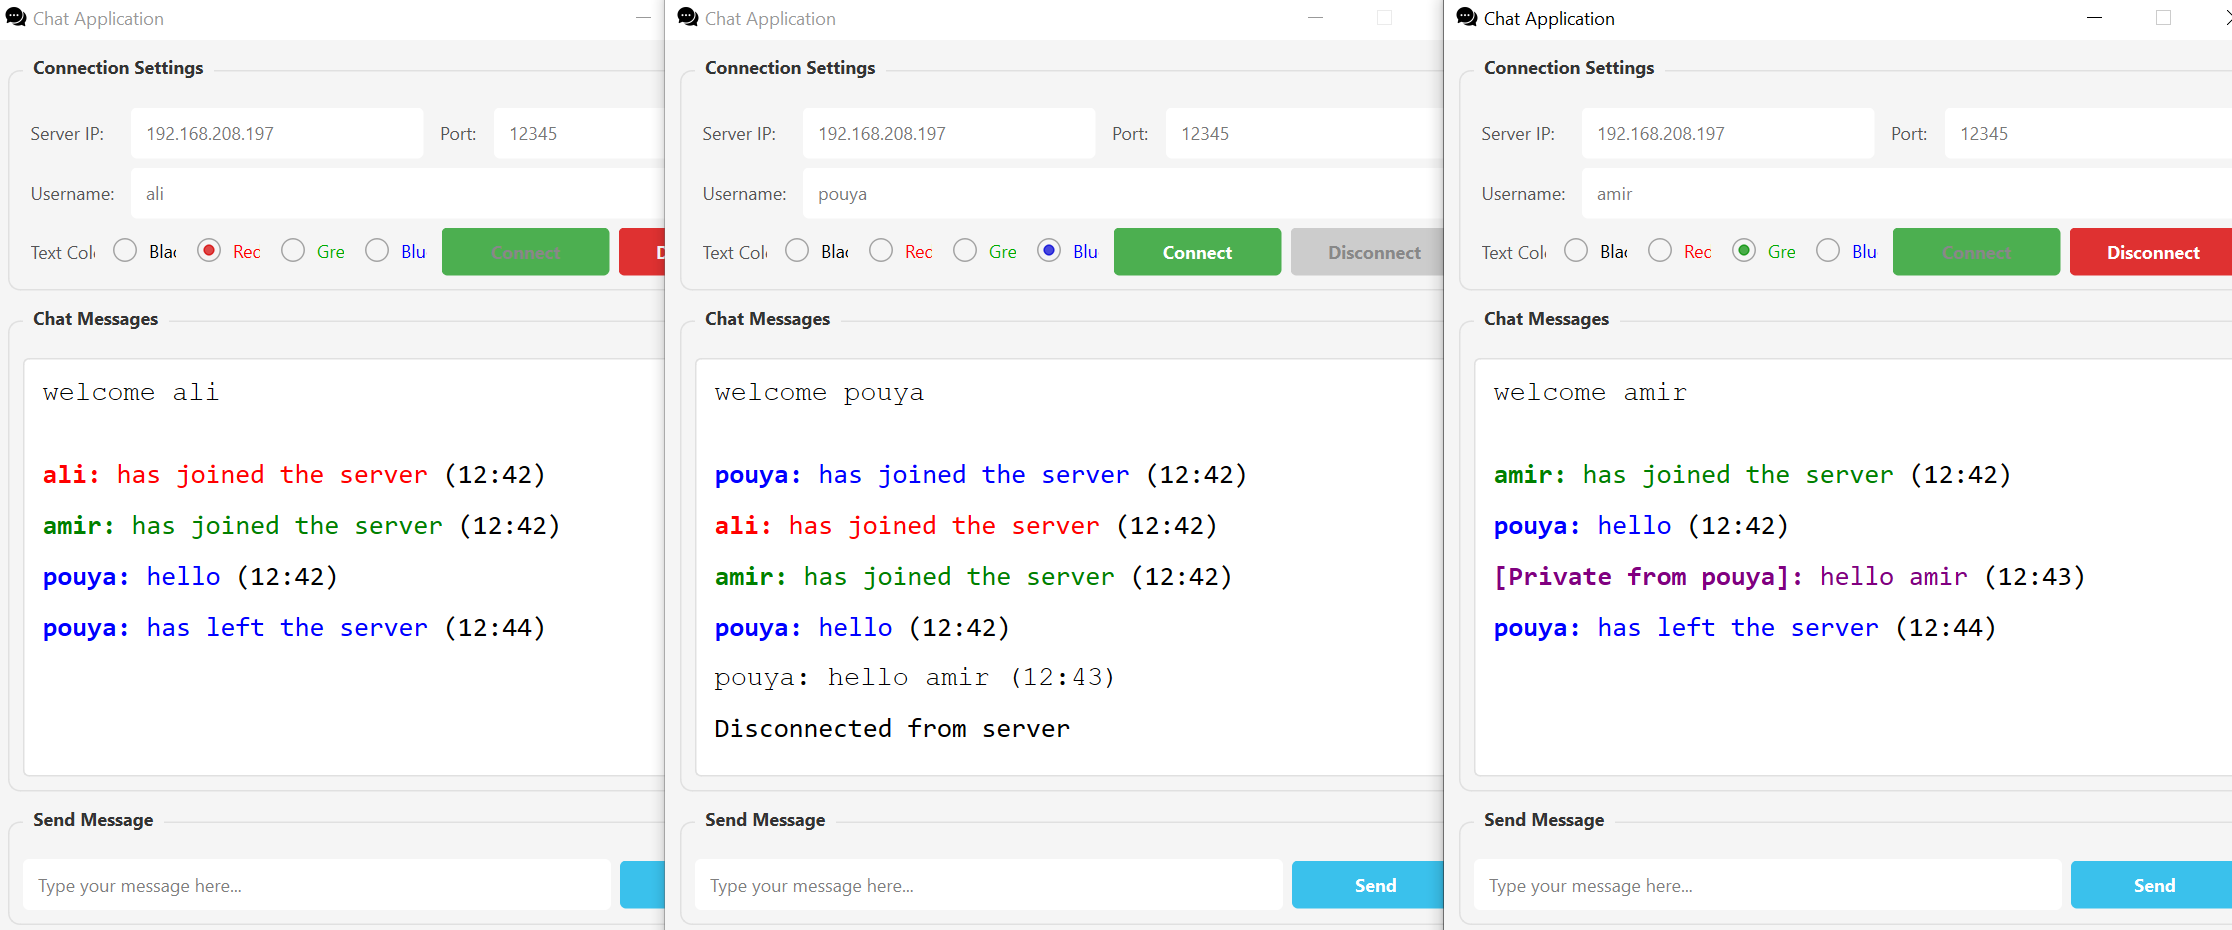 Chat Application
Connection Settings
Server IP: 192.168.208.197 Port: 12345
Username: ali
Text Col Blac Rec Gre Blu Connect D
Chat Messages
welcome ali
ali: has joined the server (12:42)
amir: has joined the server (12:42)
pouya: hello (12:42)
pouya: has left the server (12:44)
Send Message
Type your message here...
Chat Application
Connection Settings
Server IP: 192.168.208.197 Port: 12345
Username: pouya
Text Col Blac Rec Gre Blu Connect Disconnect
Chat Messages
welcome pouya
pouya: has joined the server (12:42)
ali: has joined the server (12:42)
amir: has joined the server (12:42)
pouya: hello (12:42)
pouya: hello amir (12:43)
Disconnected from server
Send Message
Type your message here... Send
Chat Application
Connection Settings
Server IP: 192.168.208.197 Port: 12345
Username: amir
Text Col Blac Rec Gre Blu Connect Disconnect
Chat Messages
welcome amir
amir: has joined the server (12:42)
pouya: hello (12:42)
[Private from pouya]: hello amir (12:43)
pouya: has left the server (12:44)
Send Message
Type your message here... Send